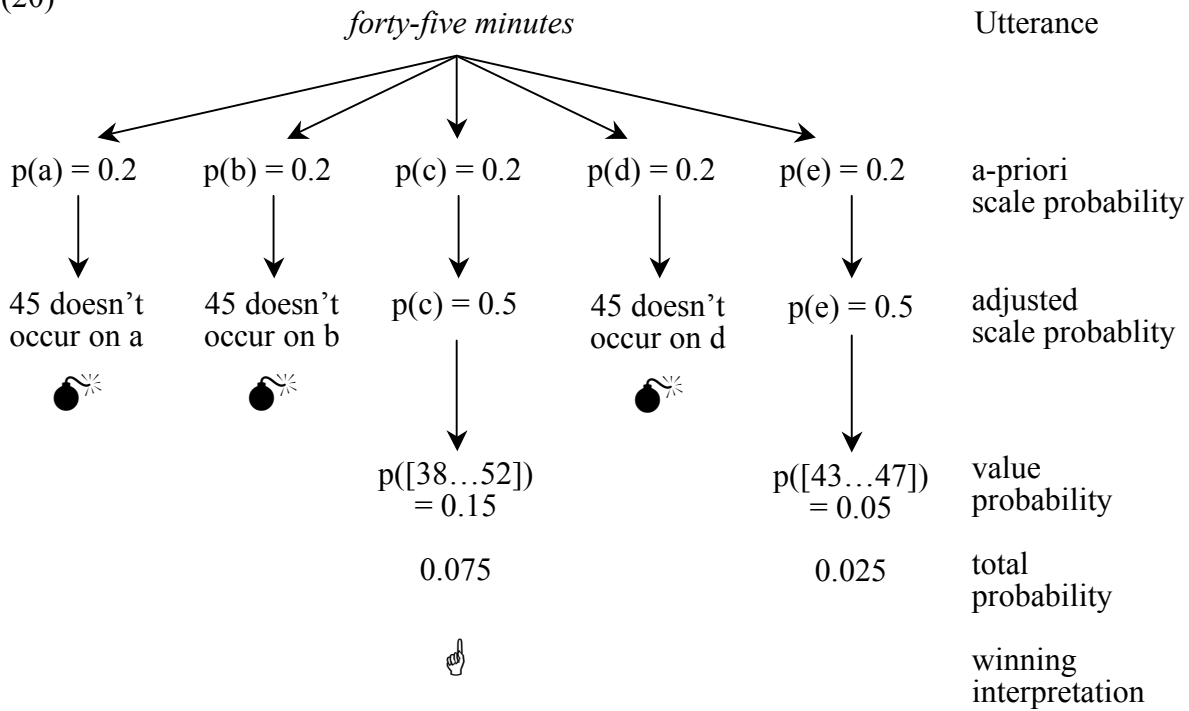 (20)
forty-five minutes Utterance
p(a) = 0.2 p(b) = 0.2 p(c) = 0.2 p(d) = 0.2 p(e) = 0.2 a-priori
scale probability
45 doesn’t 45 doesn’t p(c) = 0.5 45 doesn’t p(e) = 0.5 adjusted
occur on a occur on b occur on d scale probablity
p([38…52]) p([43…47]) value
= 0.15 = 0.05 probability
0.075 0.025 total
probability
winning
interpretation